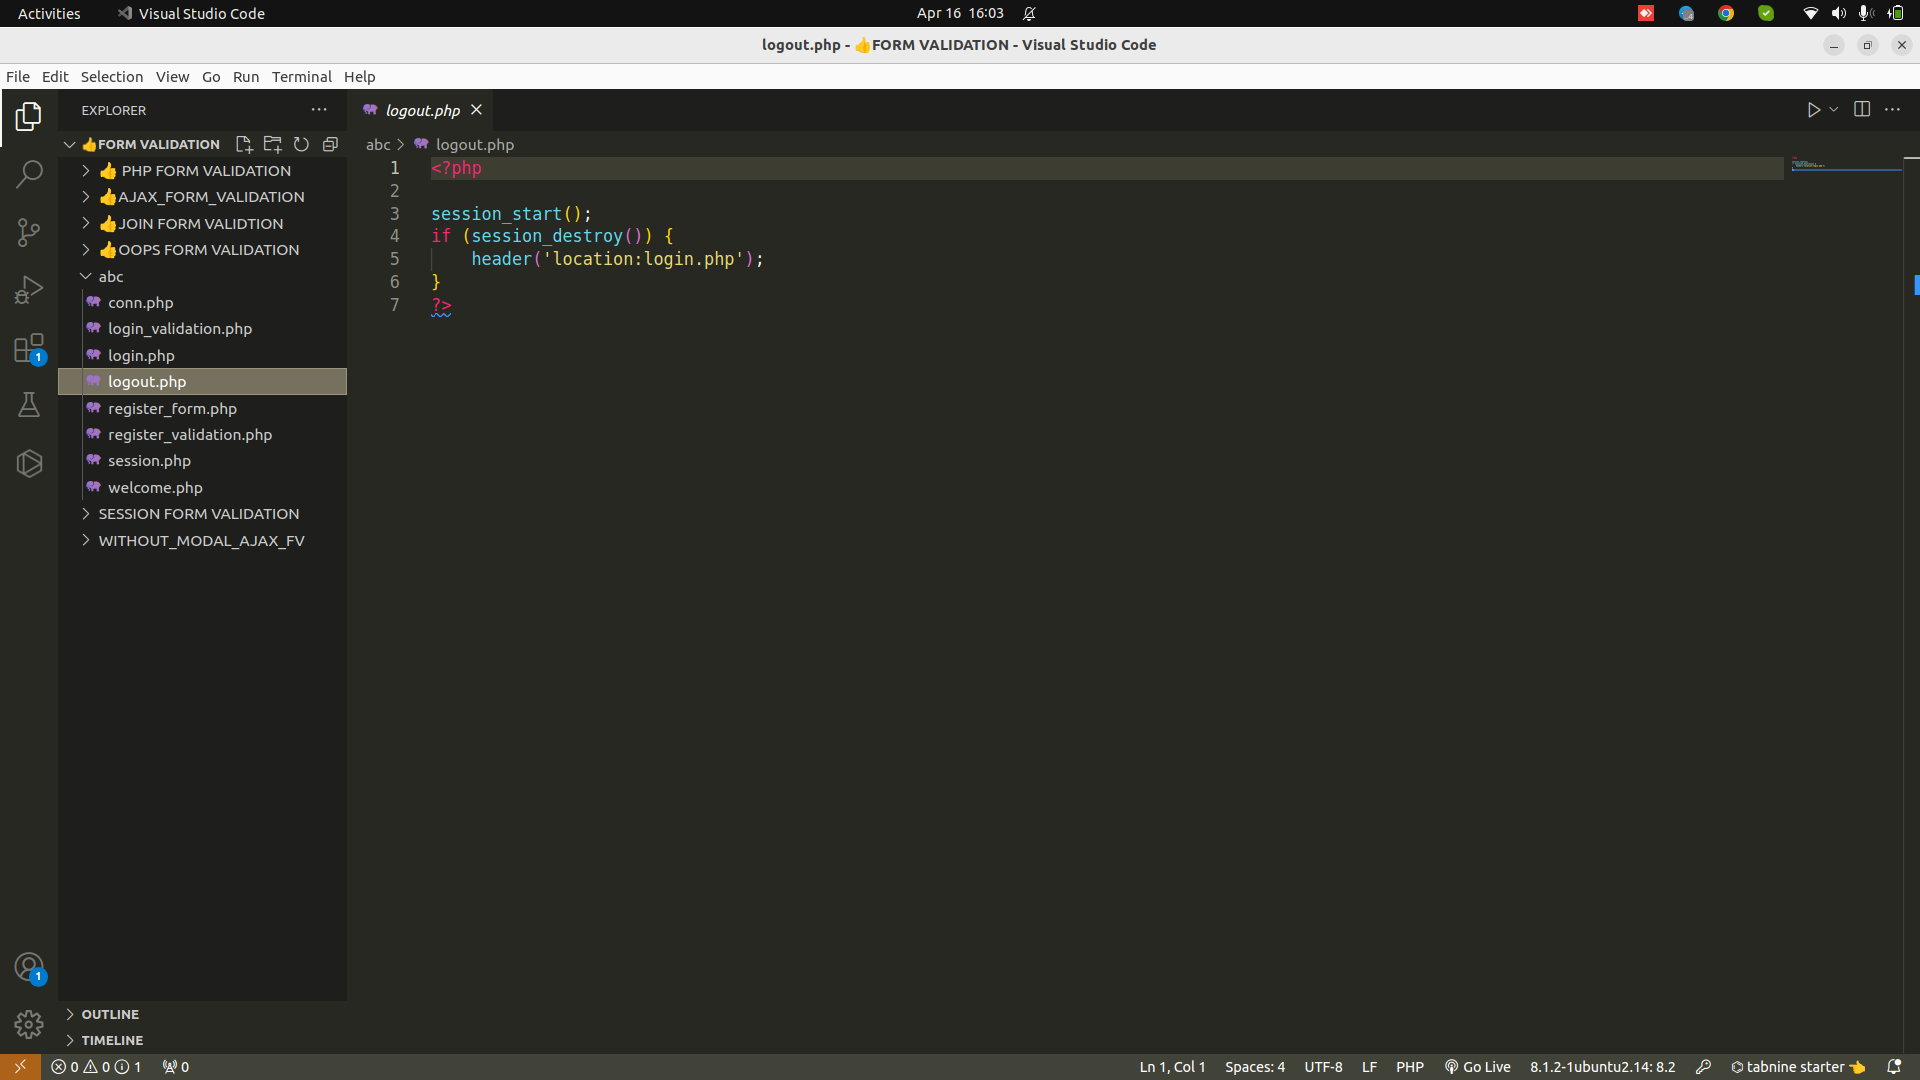 Activities Visual Studio Code Apr 16 16:03
logout.php - 👍FORM VALIDATION - Visual Studio Code
File Edit Selection View Go Run Terminal Help
EXPLORER
👍FORM VALIDATION
👍 PHP FORM VALIDATION
👍AJAX_FORM_VALIDATION
👍JOIN FORM VALIDTION
👍OOPS FORM VALIDATION
abc
conn.php
login_validation.php
login.php
logout.php
register_form.php
register_validation.php
session.php
welcome.php
SESSION FORM VALIDATION
WITHOUT_MODAL_AJAX_FV
OUTLINE
TIMELINE
1
1
logout.php
abc > logout.php
1 <?php
2
3 session_start();
4 if (session_destroy()) {
5     header('location:login.php');
6 }
7 ?>
0 0 1 0 Ln 1, Col 1 Spaces: 4 UTF-8 LF PHP Go Live 8.1.2-1ubuntu2.14: 8.2 tabnine starter 👈